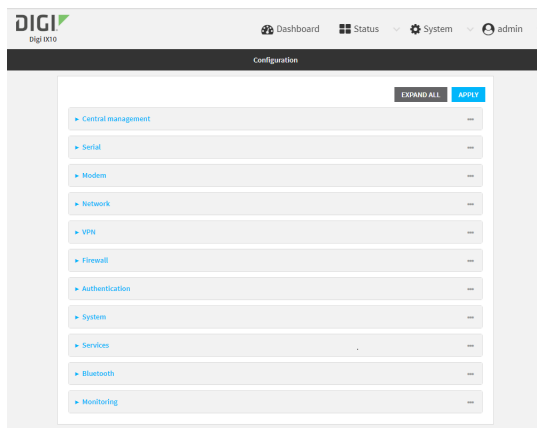 DIGI
Digi IX10
Dashboard Status System admin
Configuration
EXPAND ALL APPLY
Central management
Serial
Modem
Network
VPN
Firewall
Authentication
System
Services
Bluetooth
Monitoring